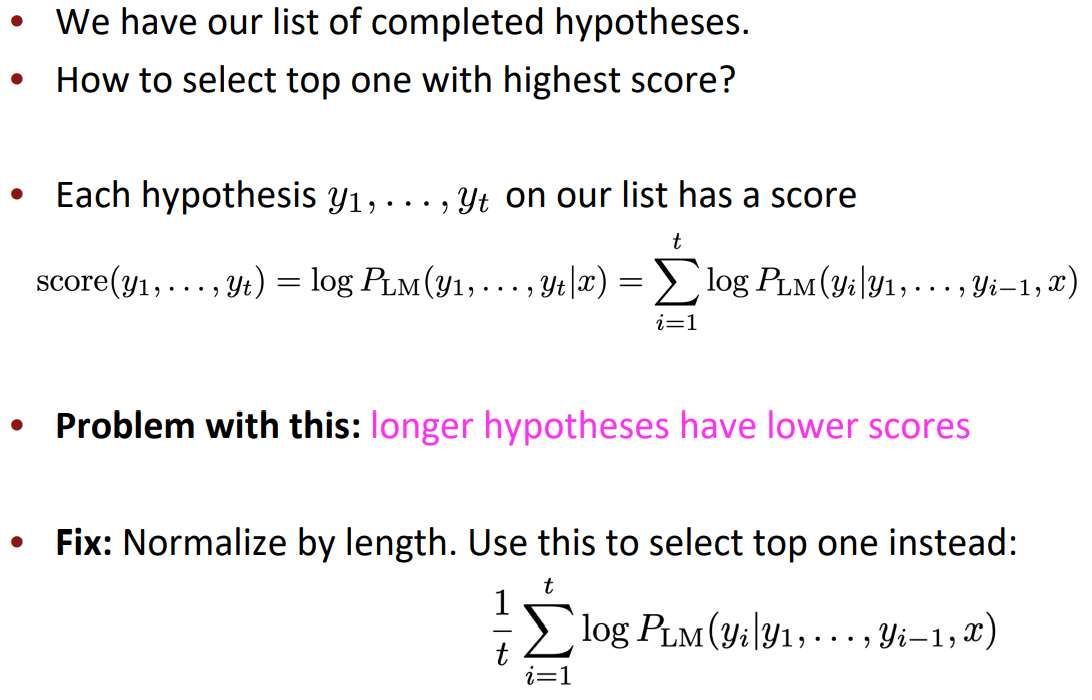 • We have our list of completed hypotheses.
• How to select top one with highest score?
• Each hypothesis $y_1, \ldots, y_t$ on our list has a score
$\text{score}(y_1, \ldots, y_t) = \log P_{\text{LM}}(y_1, \ldots, y_t|x) = \sum_{i=1}^{t} \log P_{\text{LM}}(y_i|y_1, \ldots, y_{i-1}, x)$
• Problem with this: longer hypotheses have lower scores
• Fix: Normalize by length. Use this to select top one instead:
$\frac{1}{t} \sum_{i=1}^{t} \log P_{\text{LM}}(y_i|y_1, \ldots, y_{i-1}, x)$